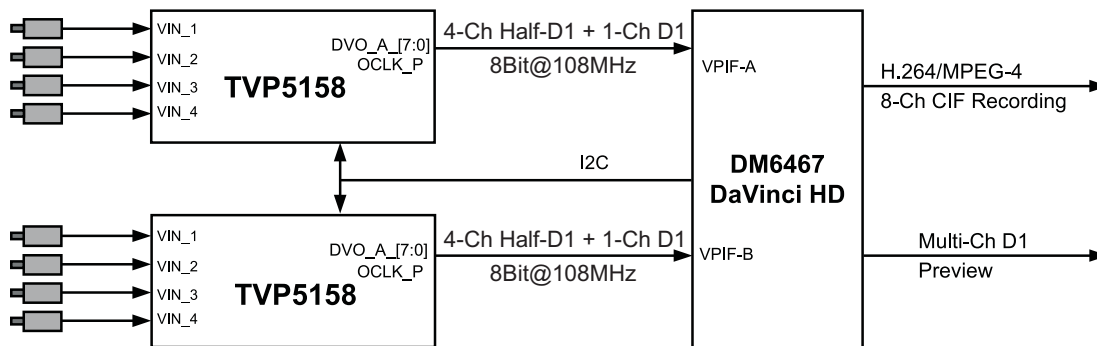 VIN_1
VIN_2
VIN_3
VIN_4
DVO_A_[7:0]
OCLK_P
TVP5158
4-Ch Half-D1 + 1-Ch D1
8Bit@108MHz
VPIF-A
H.264/MPEG-4
8-Ch CIF Recording
I2C
DM6467
DaVinci HD
VIN_1
VIN_2
VIN_3
VIN_4
DVO_A_[7:0]
OCLK_P
TVP5158
4-Ch Half-D1 + 1-Ch D1
8Bit@108MHz
VPIF-B
Multi-Ch D1
Preview